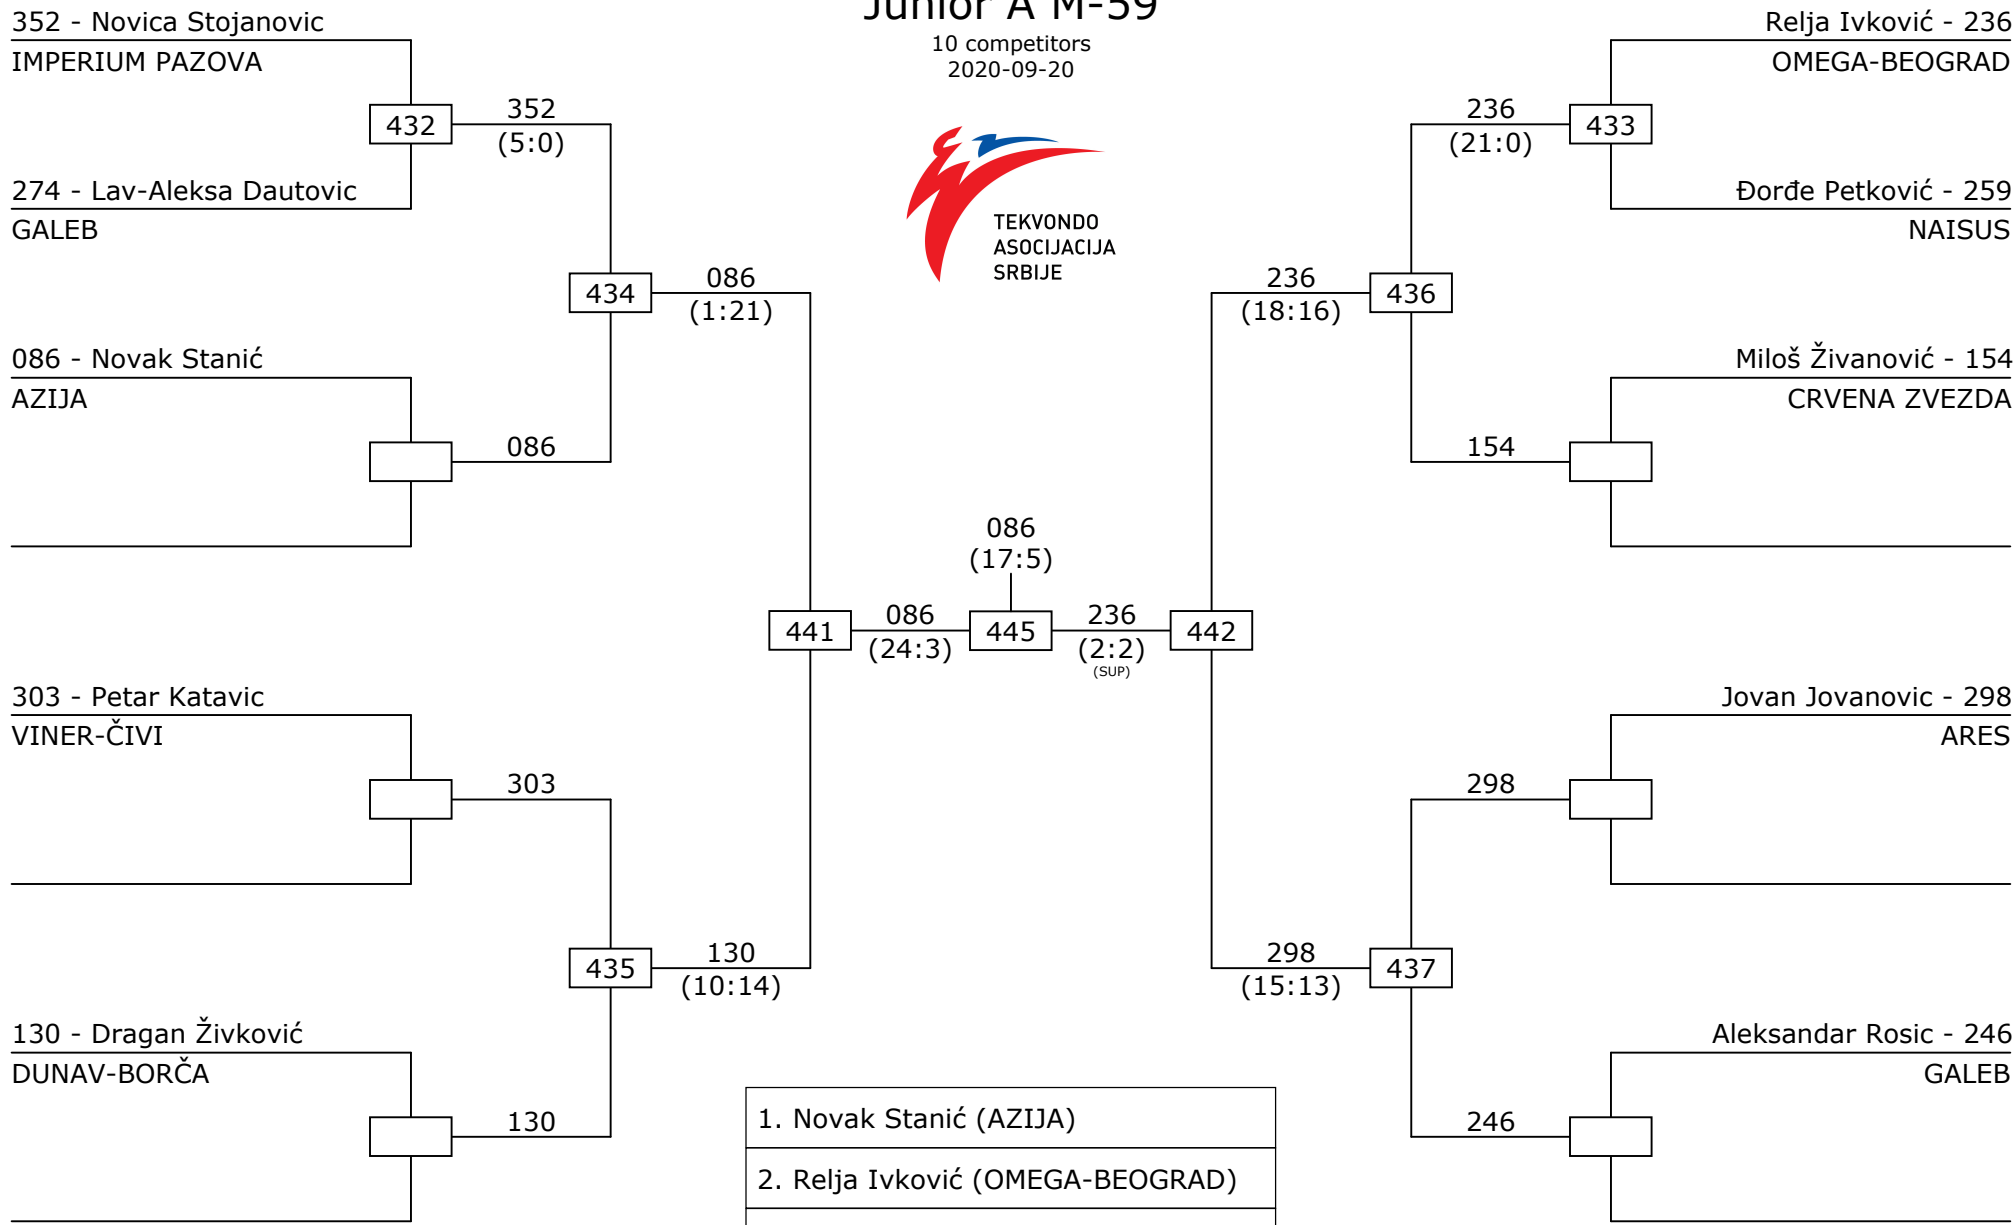 Junior A M-59
10 competitors
2020-09-20
TEKVONDO
ASOCIJACIJA
SRBIJE
352 - Novica Stojanovic
IMPERIUM PAZOVA
432
352
(5:0)
274 - Lav-Aleksa Dautovic
GALEB
434
086
(1:21)
086 - Novak Stanić
AZIJA
086
303 - Petar Katavic
VINER-ČIVI
303
435
130
(10:14)
130 - Dragan Živković
DUNAV-BORČA
130
441
086
(24:3)
086
(17:5)
445
236
(2:2)
(SUP)
442
Relja Ivković - 236
OMEGA-BEOGRAD
236
(21:0)
433
Đorđe Petković - 259
NAISUS
236
(18:16)
436
Miloš Živanović - 154
CRVENA ZVEZDA
154
Jovan Jovanovic - 298
ARES
298
298
(15:13)
437
Aleksandar Rosic - 246
GALEB
246
1. Novak Stanić (AZIJA)
2. Relja Ivković (OMEGA-BEOGRAD)